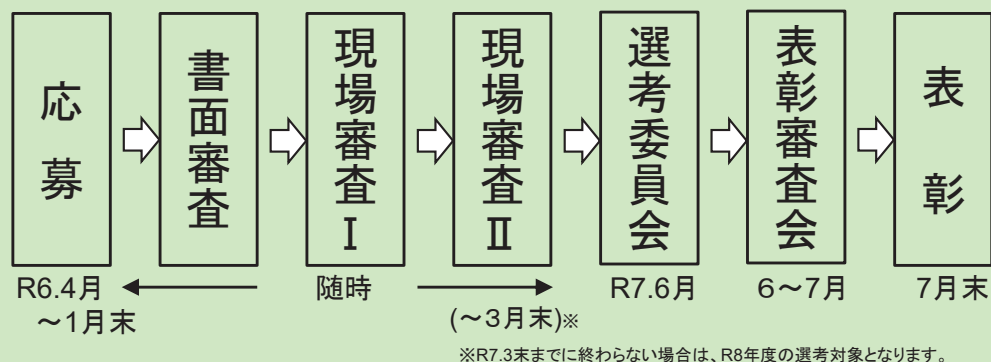 応募
書面審査
現場審査Ⅰ
現場審査Ⅱ
選考委員会
表彰審査会
表彰
R6.4月
~1月末
随時
(~3月末)※
R7.6月
6~7月
7月末
※R7.3末までに終わらない場合は、R8年度の選考対象となります。